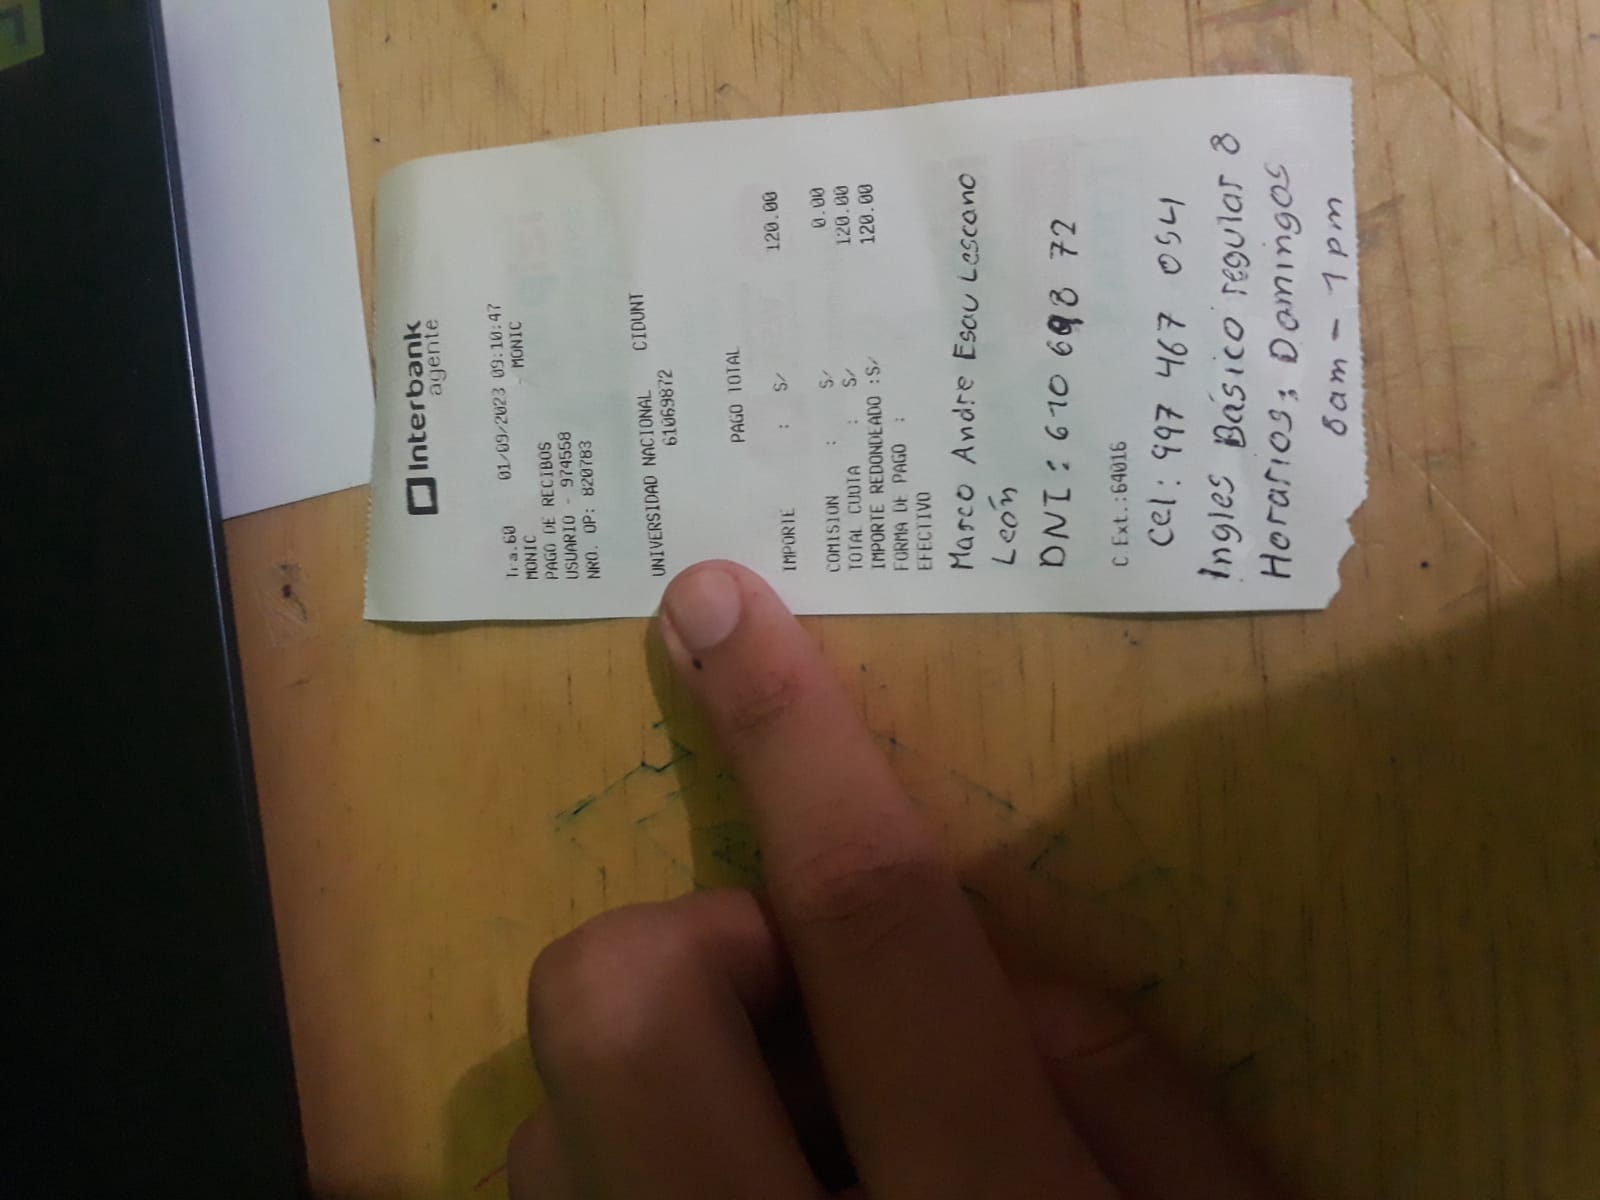 Interbank
agente
Tra.60 01/09/2023 09:10:47
MONIC - MONIC
PAGO DE RECIBOS
USUARIO - 974558
NRO. OP: 820783
UNIVERSIDAD NACIONAL CIDUNT
61069872
PAGO TOTAL
IMPORTE : S/ 120.00
COMISION : S/ 0.00
TOTAL CUOTA : S/ 120.00
IMPORTE REDONDEADO :S/ 120.00
FORMA DE PAGO :
EFECTIVO
Marco Andre Esau Lescano
León
DNI: 610 698 72
C Ext.:64016
Cel: 997 467 054
Ingles Básico regular 8
Horarios: Domingos
8am - 1pm